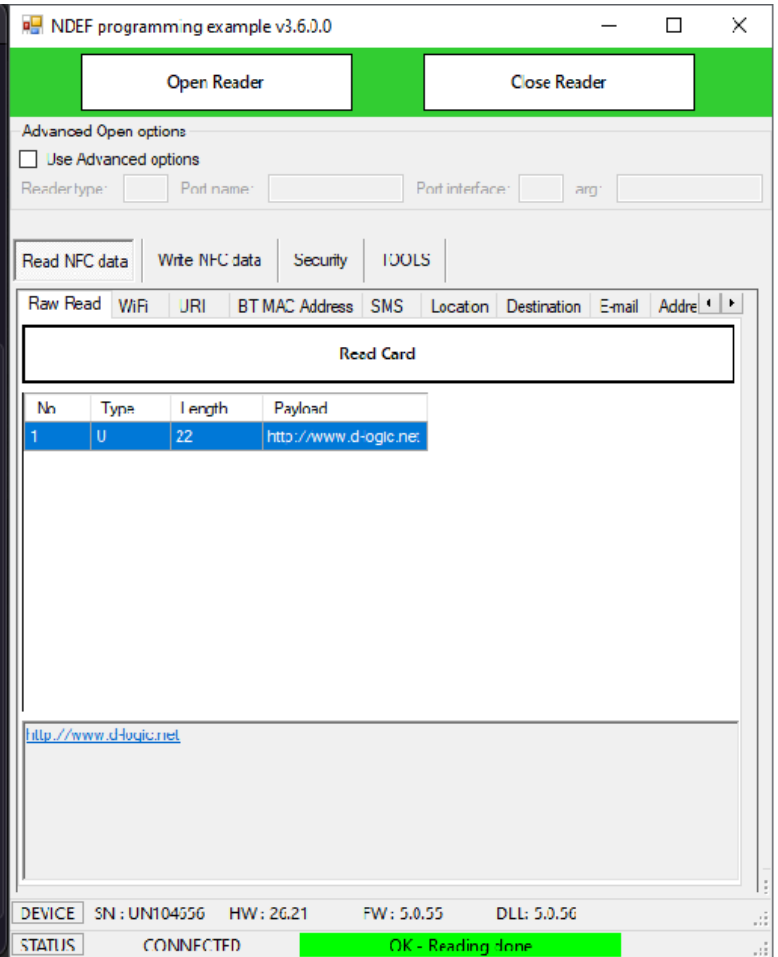 NDEF programming example v3.6.0.0
Open Reader Close Reader
Advanced Open options
Use Advanced options
Reader type: Port name: Port interface: arg:
Read NFC data Write NFC data Security TOOLS
Raw Read WiFi URI BT MAC Address SMS Location Destination E-mail Addre
Read Card
No Type Length Payload
1 U 22 http://www.d-logic.net
http://www.d-logic.net
DEVICE SN : UN104556 HW : 26.21 FW : 5.0.55 DLL: 5.0.56
STATUS CONNECTED OK - Reading done